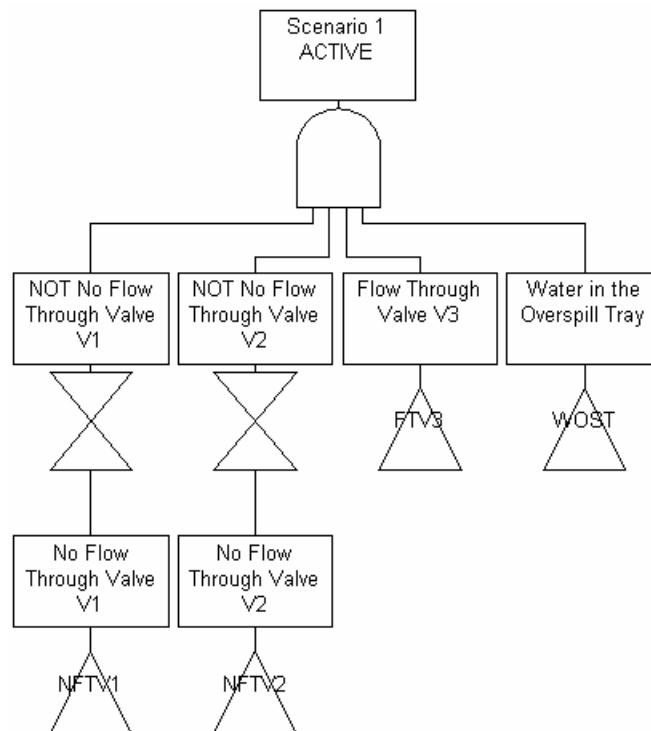 Scenario 1
ACTIVE
NOT No Flow
Through Valve
V1
NOT No Flow
Through Valve
V2
Flow Through
Valve V3
Water in the
Overspill Tray
FTV3
WOST
No Flow
Through Valve
V1
No Flow
Through Valve
V2
NFTV1
NFTV2